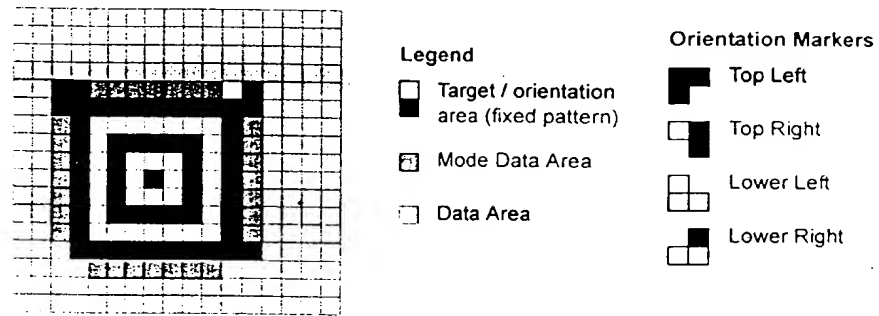 Legend
Target / orientation
area (fixed pattern)
Mode Data Area
Data Area
Orientation Markers
Top Left
Top Right
Lower Left
Lower Right